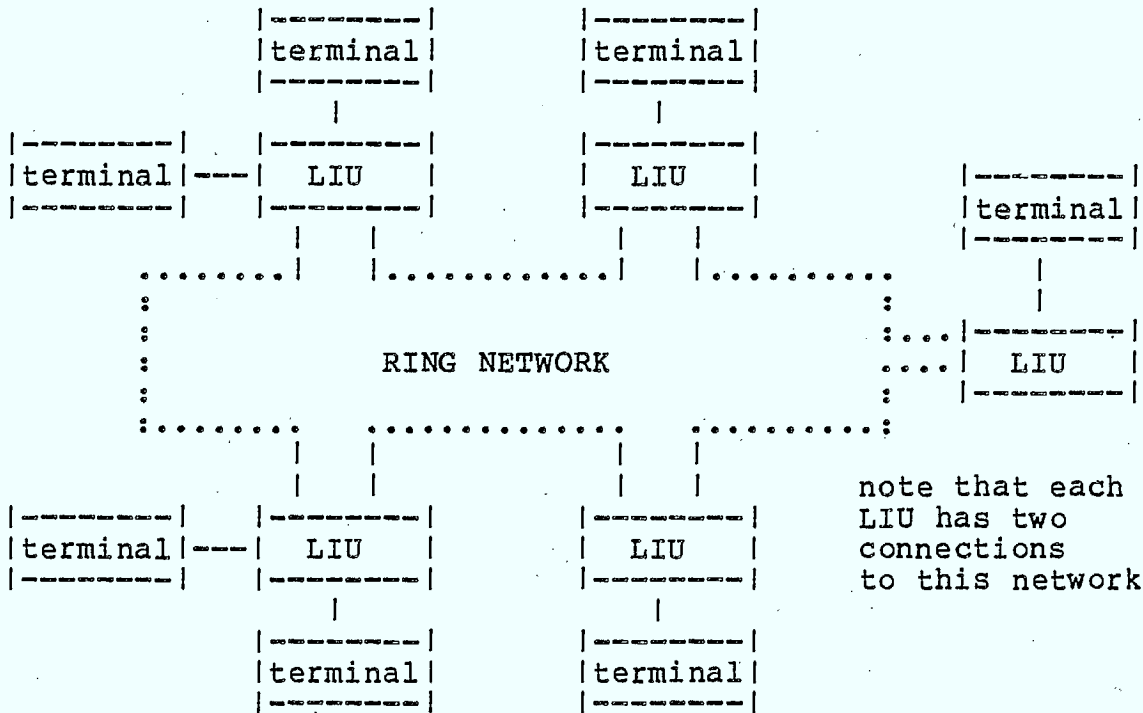 terminal terminal
terminal LIU LIU
terminal
RING NETWORK LIU
note that each
LIU has two
connections
to this network
terminal LIU LIU
terminal terminal